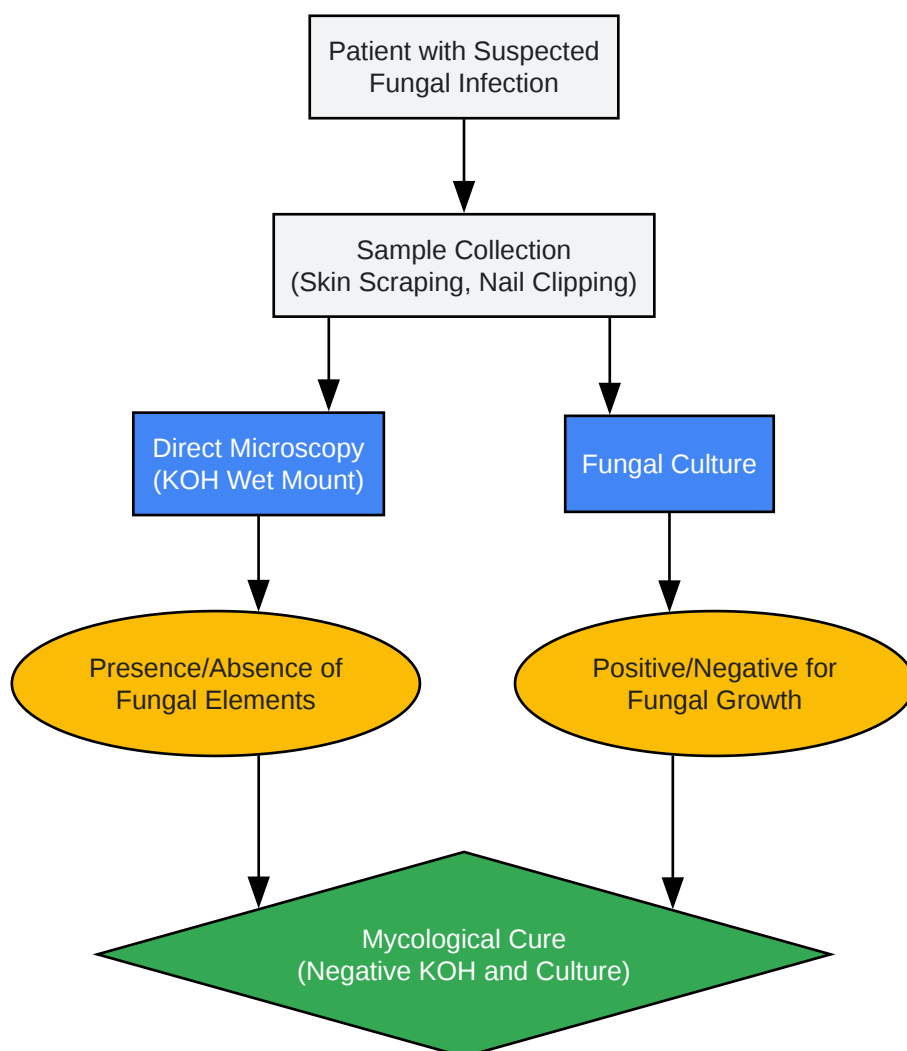 Patient with Suspected
Fungal Infection
Sample Collection
(Skin Scraping, Nail Clipping)
Direct Microscopy
(KOH Wet Mount)
Fungal Culture
Presence/Absence of
Fungal Elements
Positive/Negative for
Fungal Growth
Mycological Cure
(Negative KOH and Culture)